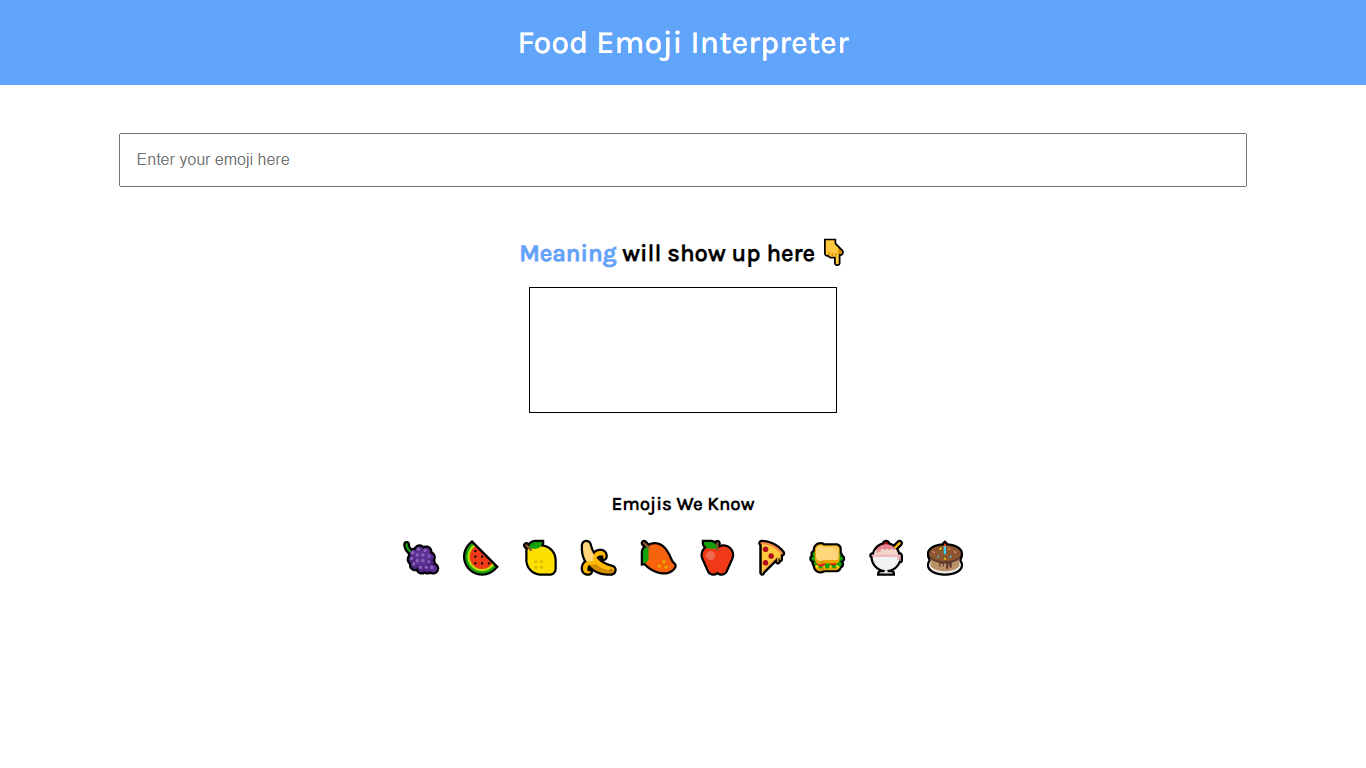 Food Emoji Interpreter
Enter your emoji here
Meaning will show up here 👇
Emojis We Know
🍇 🍉 🍋 🍌 🥭 🍎 🍕 🥪 🍧 🎂